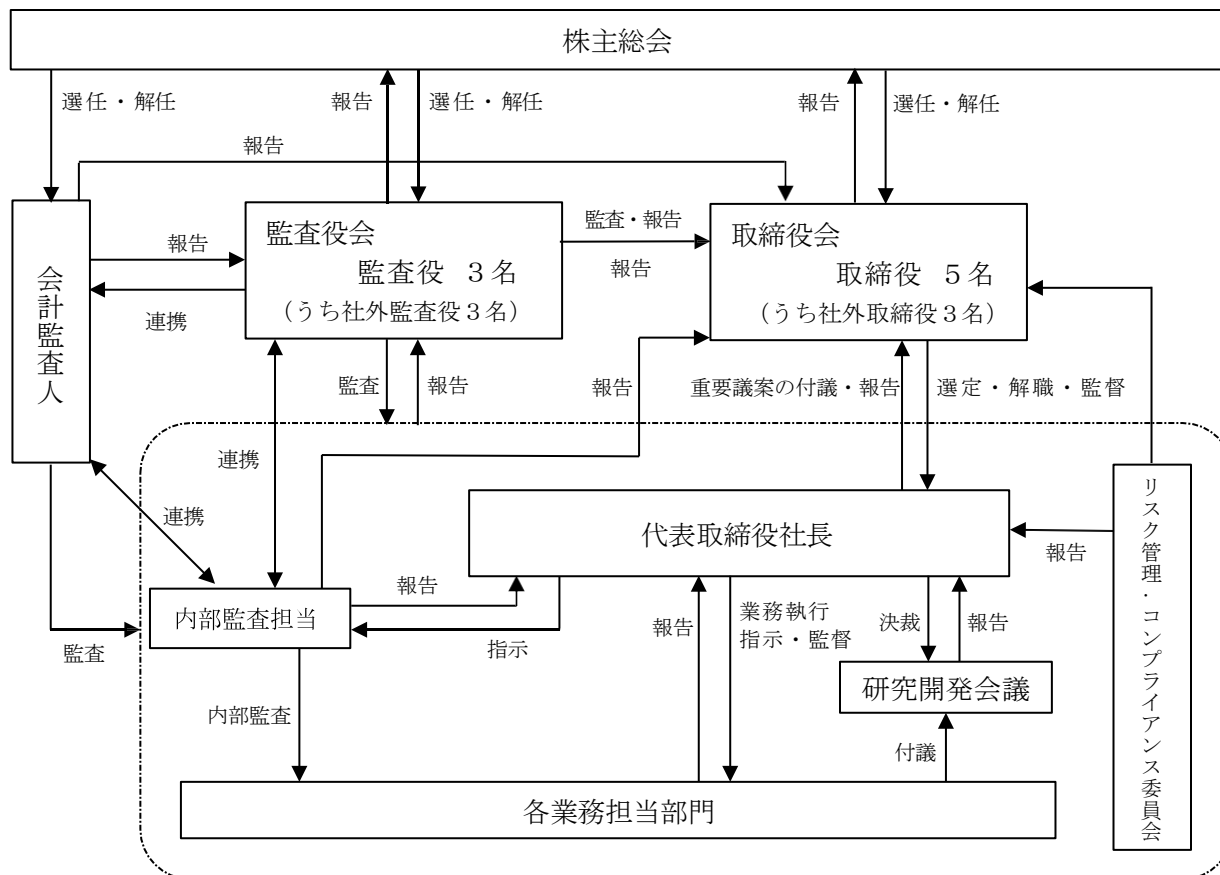 株主総会
選任・解任
報告
選任・解任
報告
選任・解任
報告
会計監査人
報告
連携
監査役会
監査役 3名
(うち社外監査役3名)
監査・報告
報告
取締役会
取締役 5名
(うち社外取締役3名)
監査
報告
報告
重要議案の付議・報告
選定・解職・監督
連携
連携
代表取締役社長
報告
リスク管理・コンプライアンス委員会
内部監査担当
報告
指示
監査
報告
業務執行
指示・監督
決裁
報告
研究開発会議
内部監査
付議
各業務担当部門